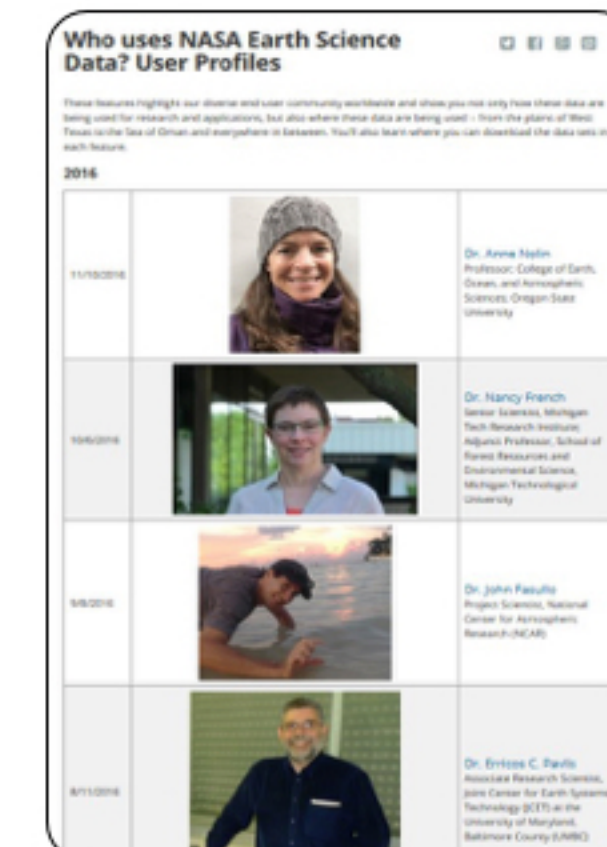 Who uses NASA Earth Science
Data? User Profiles
These features highlight our diverse end user community worldwide and show you not only how these data are
being used for research and applications, but also where these data are being used – from the plains of West
Texas to the Sea of Oman and everywhere in between. You'll also learn where you can download the data sets in
each feature.
2016
11/10/2016
Dr. Anne Nolin
Professor: College of Earth,
Ocean, and Atmospheric
Sciences; Oregon State
University
10/6/2016
Dr. Nancy French
Senior Scientist, Michigan
Tech Research Institute;
Adjunct Professor, School of
Forest Resources and
Environmental Science,
Michigan Technological
University
9/8/2016
Dr. John Fasullo
Project Scientist, National
Center for Atmospheric
Research (NCAR)
8/11/2016
Dr. Erricos C. Pavlis
Associate Research Scientist,
Joint Center for Earth Systems
Technology (JCET) at the
University of Maryland,
Baltimore County (UMBC)